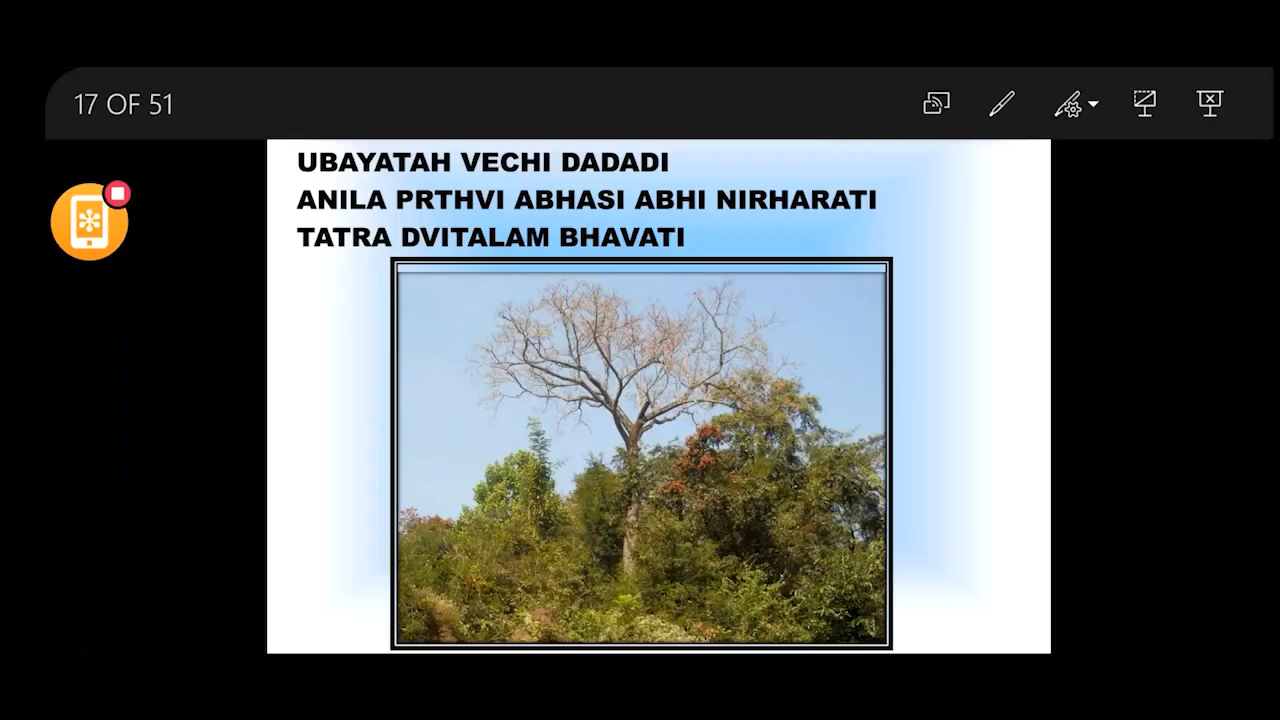 17 OF 51
UBAYATAH VECHI DADADI
ANILA PRTHVI ABHASI ABHI NIRHARATI
TATRA DVITALAM BHAVATI